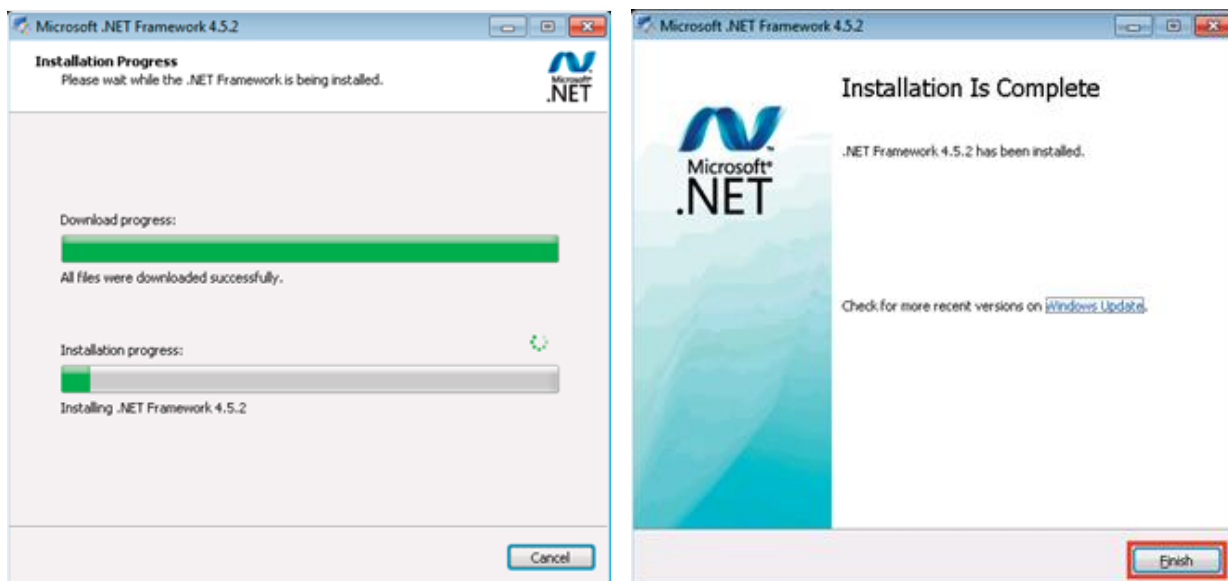 Microsoft .NET Framework 4.5.2
Installation Progress
Please wait while the .NET Framework is being installed.
Microsoft
.NET
Download progress:
All files were downloaded successfully.
Installation progress:
Installing .NET Framework 4.5.2
Cancel
Microsoft .NET Framework 4.5.2
Microsoft®
.NET
Installation Is Complete
.NET Framework 4.5.2 has been installed.
Check for more recent versions on Windows Update.
Finish